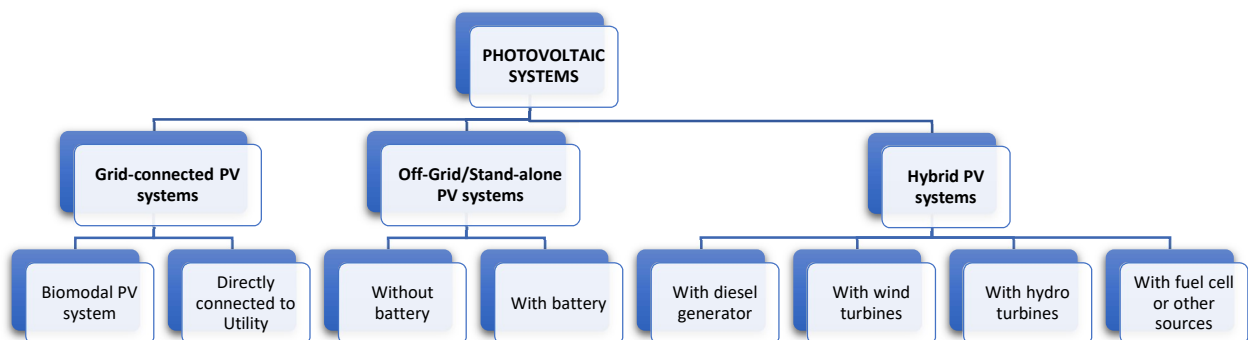 PHOTOVOLTAIC
SYSTEMS
Grid-connected PV
systems
Off-Grid/Stand-alone
PV systems
Hybrid PV
systems
Biomodal PV
system
Directly
connected to
Utility
Without
battery
With battery
With diesel
generator
With wind
turbines
With hydro
turbines
With fuel cell
or other
sources